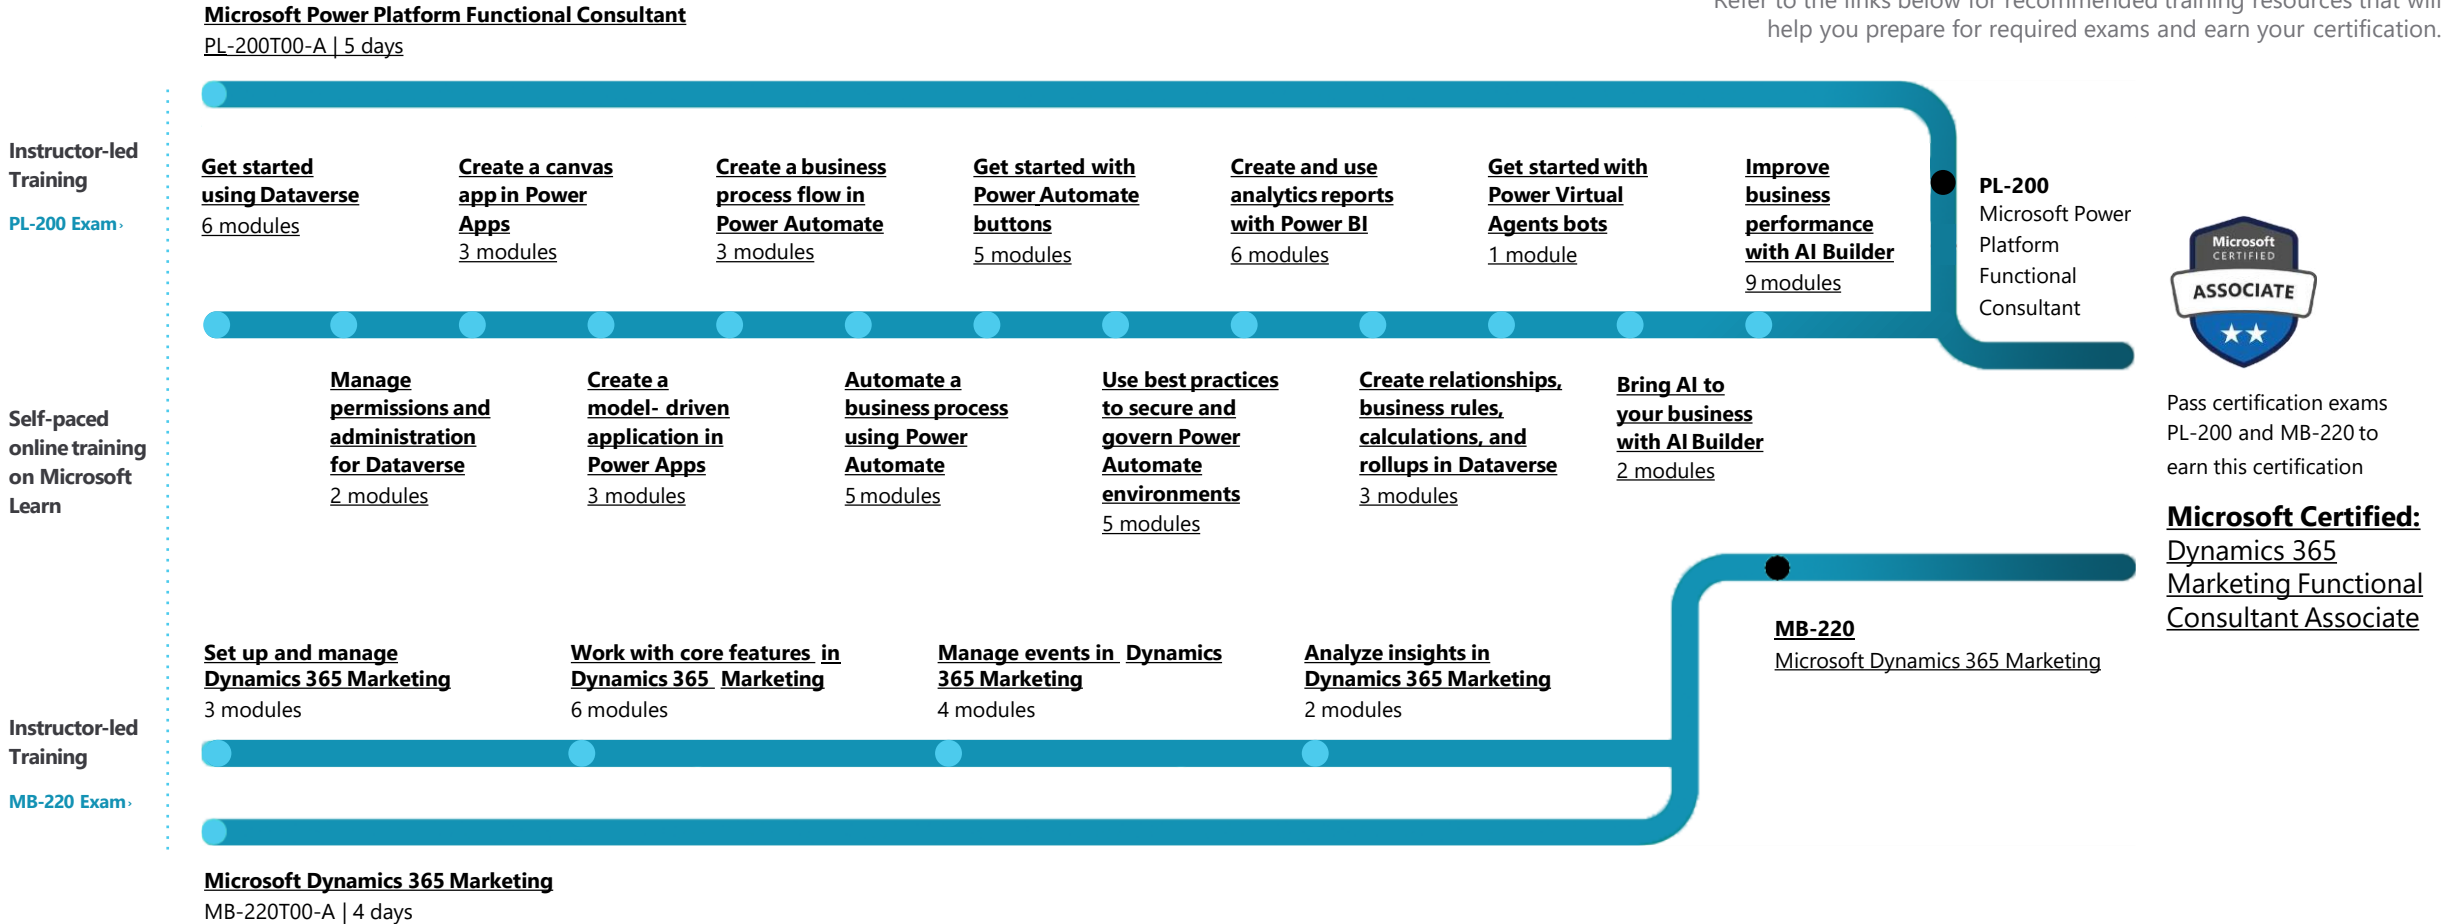 Microsoft Power Platform Functional Consultant
PL-200T00-A | 5 days
Refer to the links below for recommended training resources that will
help you prepare for required exams and earn your certification.
Instructor-led
Training
PL-200 Exam›
Get started
using Dataverse
6 modules
Create a canvas
app in Power
Apps
3 modules
Create a business
process flow in
Power Automate
3 modules
Get started with
Power Automate
buttons
5 modules
Create and use
analytics reports
with Power BI
6 modules
Get started with
Power Virtual
Agents bots
1 module
Improve
business
performance
with AI Builder
9 modules
PL-200
Microsoft Power
Platform
Functional
Consultant
Microsoft
CERTIFIED
ASSOCIATE
Self-paced
online training
on Microsoft
Learn
Manage
permissions and
administration
for Dataverse
2 modules
Create a
model- driven
application in
Power Apps
3 modules
Automate a
business process
using Power
Automate
5 modules
Use best practices
to secure and
govern Power
Automate
environments
5 modules
Create relationships,
business rules,
calculations, and
rollups in Dataverse
3 modules
Bring AI to
your business
with AI Builder
2 modules
Pass certification exams
PL-200 and MB-220 to
earn this certification
Microsoft Certified:
Dynamics 365
Marketing Functional
Consultant Associate
MB-220
Microsoft Dynamics 365 Marketing
Set up and manage
Dynamics 365 Marketing
3 modules
Work with core features in
Dynamics 365 Marketing
6 modules
Manage events in Dynamics
365 Marketing
4 modules
Analyze insights in
Dynamics 365 Marketing
2 modules
Instructor-led
Training
MB-220 Exam›
Microsoft Dynamics 365 Marketing
MB-220T00-A | 4 days